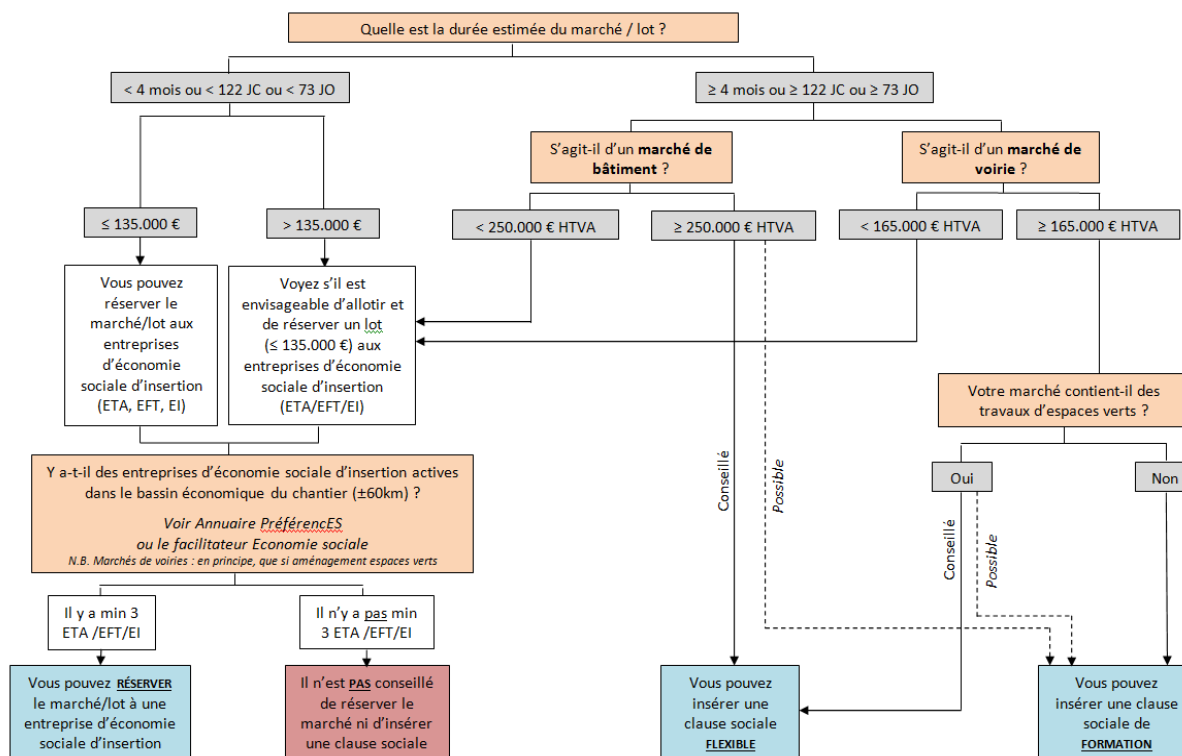 Quelle est la durée estimée du marché / lot ?
< 4 mois ou < 122 JC ou < 73 JO
≥ 4 mois ou ≥ 122 JC ou ≥ 73 JO
S’agit-il d’un marché de
bâtiment ?
S’agit-il d’un marché de
voirie ?
≤ 135.000 €
> 135.000 €
< 250.000 € HTVA
≥ 250.000 € HTVA
< 165.000 € HTVA
≥ 165.000 € HTVA
Vous pouvez
réserver le
marché/lot aux
entreprises
d’économie
sociale d’insertion
(ETA, EFT, EI)
Voyez s’il est
envisageable d’allotir et
de réserver un lot
(≤ 135.000 €) aux
entreprises d’économie
sociale d’insertion
(ETA/EFT/EI)
Votre marché contient-il des
travaux d’espaces verts ?
Oui
Non
Conseillé
Possible
Conseillé
Possible
Y a-t-il des entreprises d’économie sociale d’insertion actives
dans le bassin économique du chantier (±60km) ?
Voir Annuaire PréférencES
ou le facilitateur Economie sociale
N.B. Marchés de voiries : en principe, que si aménagement espaces verts
Il y a min 3
ETA /EFT/EI
Il n’y a pas min
3 ETA /EFT/EI
Vous pouvez RÉSERVER
le marché/lot à une
entreprise d’économie
sociale d’insertion
Il n’est PAS conseillé
de réserver le
marché ni d’insérer
une clause sociale
Vous pouvez
insérer une
clause sociale
FLEXIBLE
Vous pouvez
insérer une clause
sociale de
FORMATION